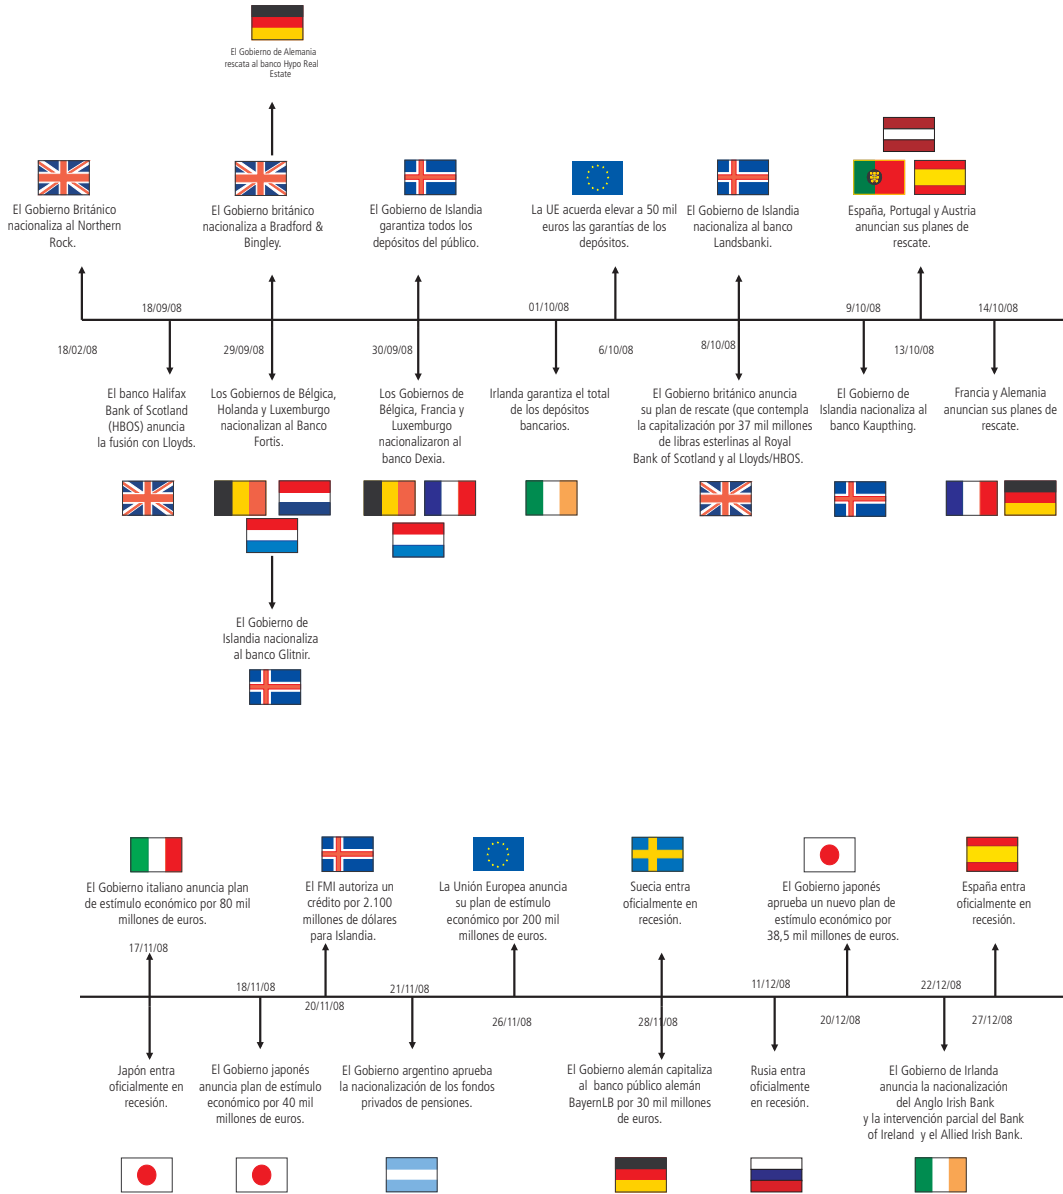 El Gobierno de Alemania
rescata al banco Hypo Real
Estate
El Gobierno Británico
nacionaliza al Northern
Rock.
El Gobierno británico
nacionaliza a Bradford &
Bingley.
El Gobierno de Islandia
garantiza todos los
depósitos del público.
La UE acuerda elevar a 50 mil
euros las garantías de los
depósitos.
El Gobierno de Islandia
nacionaliza al banco
Landsbanki.
España, Portugal y Austria
anuncian sus planes de
rescate.
18/09/08
01/10/08
9/10/08
14/10/08
18/02/08
29/09/08
30/09/08
6/10/08
8/10/08
13/10/08
El banco Halifax
Bank of Scotland
(HBOS) anuncia
la fusión con Lloyds.
Los Gobiernos de Bélgica,
Holanda y Luxemburgo
nacionalizan al Banco
Fortis.
Los Gobiernos de
Bélgica, Francia y
Luxemburgo
nacionalizaron al
banco Dexia.
Irlanda garantiza el total
de los depósitos
bancarios.
El Gobierno británico anuncia
su plan de rescate (que contempla
la capitalización por 37 mil millones
de libras esterlinas al Royal
Bank of Scotland y al Lloyds/HBOS.
El Gobierno de
Islandia nacionaliza al
banco Kaupthing.
Francia y Alemania
anuncian sus planes de
rescate.
El Gobierno de
Islandia nacionaliza
al banco Glitnir.
El Gobierno italiano anuncia plan
de estímulo económico por 80 mil
millones de euros.
El FMI autoriza un
crédito por 2.100
millones de dólares
para Islandia.
La Unión Europea anuncia
su plan de estímulo
económico por 200 mil
millones de euros.
Suecia entra
oficialmente en
recesión.
El Gobierno japonés
aprueba un nuevo plan de
estímulo económico por
38,5 mil millones de euros.
España entra
oficialmente en
recesión.
17/11/08
18/11/08
20/11/08
21/11/08
26/11/08
28/11/08
11/12/08
20/12/08
22/12/08
27/12/08
Japón entra
oficialmente en
recesión.
El Gobierno japonés
anuncia plan de estímulo
económico por 40 mil
millones de euros.
El Gobierno argentino aprueba
la nacionalización de los fondos
privados de pensiones.
El Gobierno alemán capitaliza
al banco público alemán
BayernLB por 30 mil millones
de euros.
Rusia entra
oficialmente
en recesión.
El Gobierno de Irlanda
anuncia la nacionalización
del Anglo Irish Bank
y la intervención parcial del Bank
of Ireland y el Allied Irish Bank.